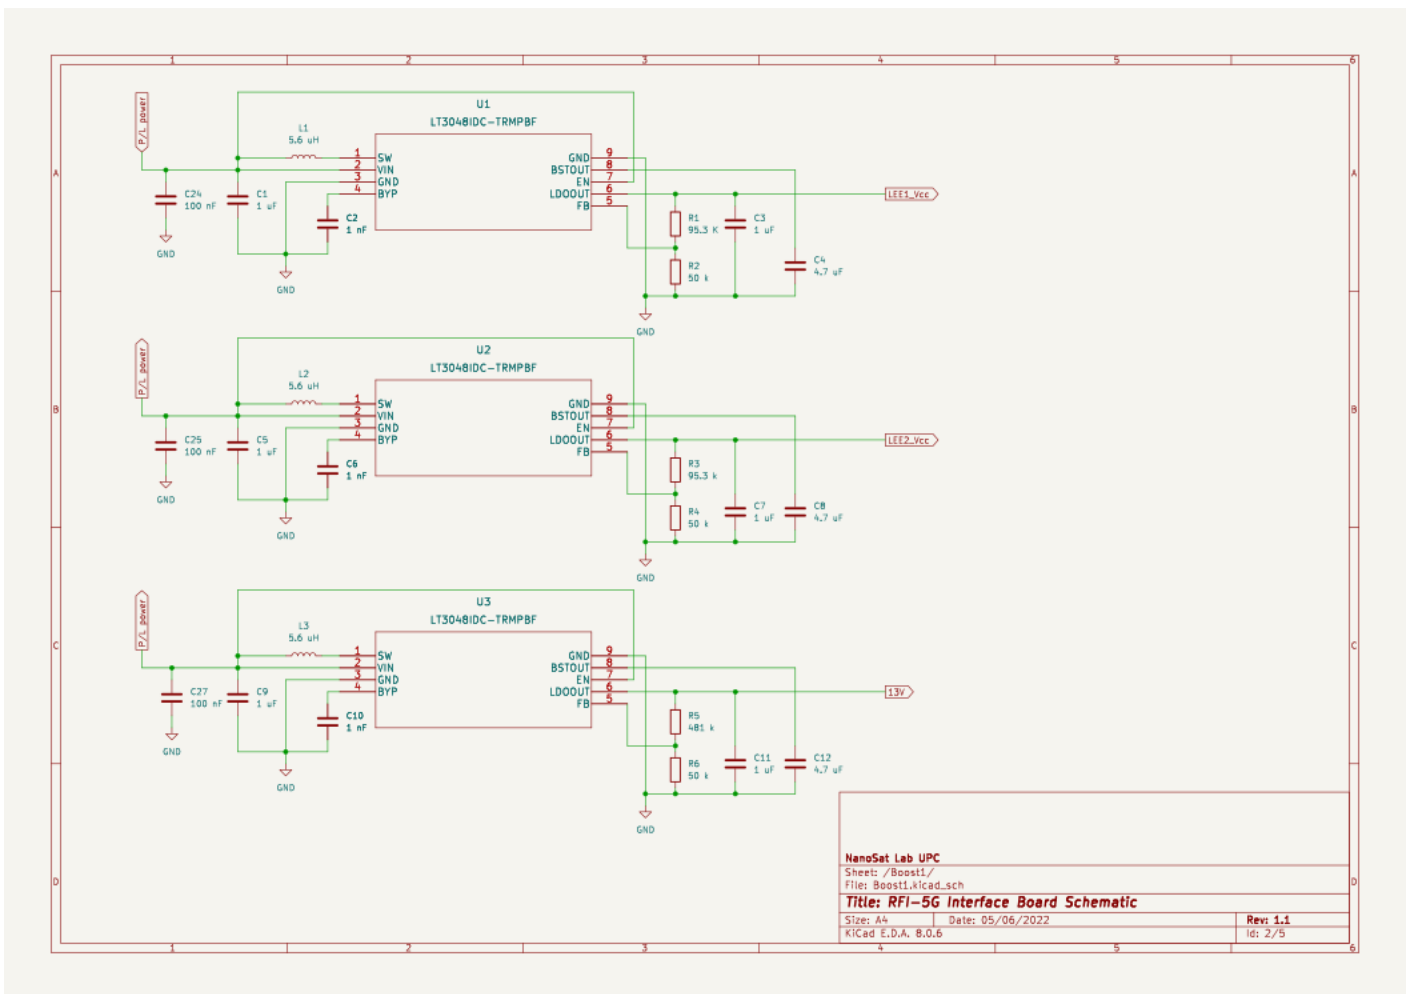 1 2 3 4 5 6
A A
B B
C C
D D
P/L power
U1
LT3048IDC-TRMPBF
L1
5.6 uH
1 SW
2 VIN
3 GND
4 BYP
GND 9
BSTOUT 8
EN 7
LDOOUT 6
FB 5
C24
100 nF
C1
1 uF
C2
1 nF
GND
GND
R1
95.3 K
R2
50 k
C3
1 uF
C4
4.7 uF
LEE1_Vcc
GND
P/L power
U2
LT3048IDC-TRMPBF
L2
5.6 uH
1 SW
2 VIN
3 GND
4 BYP
GND 9
BSTOUT 8
EN 7
LDOOUT 6
FB 5
C25
100 nF
C5
1 uF
C6
1 nF
GND
GND
R3
95.3 k
R4
50 k
C7
1 uF
C8
4.7 uF
LEE2_Vcc
GND
P/L power
U3
LT3048IDC-TRMPBF
L3
5.6 uH
1 SW
2 VIN
3 GND
4 BYP
GND 9
BSTOUT 8
EN 7
LDOOUT 6
FB 5
C27
100 nF
C9
1 uF
C10
1 nF
GND
GND
R5
481 k
R6
50 k
C11
1 uF
C12
4.7 uF
13V
GND
NanoSat Lab UPC
Sheet: /Boost1/
File: Boost1.kicad_sch
Title: RFI-5G Interface Board Schematic
Size: A4 Date: 05/06/2022 Rev: 1.1
KiCad E.D.A. 8.0.6 Id: 2/5
1 2 3 4 5 6